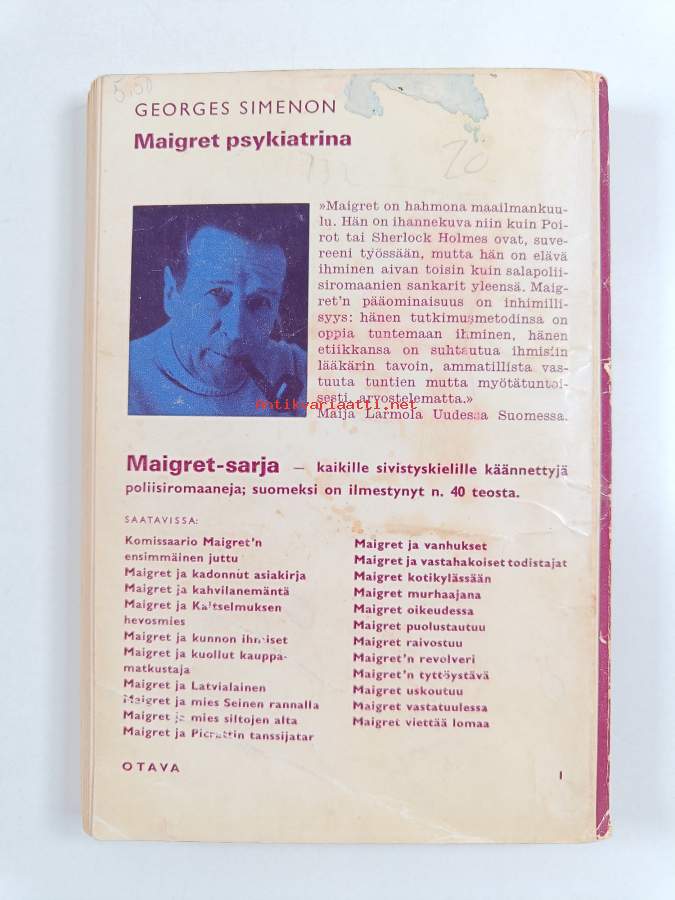 5.50
GEORGES SIMENON
Maigret psykiatrina
20
»Maigret on hahmona maailmankuu-
lu. Hän on ihannekuva niin kuin Poi-
rot tai Sherlock Holmes ovat, suve-
reeni työssään, mutta hän on elävä
ihminen aivan toisin kuin salapolii-
siromaanien sankarit yleensä. Maig-
ret'n pääominaisuus on inhimilli-
syys: hänen tutkimusmetodinsa on
oppia tuntemaan ihminen, hänen
etiikkansa on suhtautua ihmisiin
lääkärin tavoin, ammatillista vas-
tuuta tuntien mutta myötätuntoi-
sesti, arvostelematta.»
Maija Larmola Uudessa Suomessa.
antikvariaatti.net
Maigret-sarja — kaikille sivistyskielille käännettyjä
poliisiromaaneja; suomeksi on ilmestynyt n. 40 teosta.
SAATAVISSA:
Komissaario Maigret'n
ensimmäinen juttu
Maigret ja kadonnut asiakirja
Maigret ja kahvilanemäntä
Maigret ja Katselmuksen
hevosmies
Maigret ja kunnon ihmiset
Maigret ja kuollut kauppa-
matkustaja
Maigret ja Latvialainen
Maigret ja mies Seinen rannalla
Maigret ja mies siltojen alta
Maigret ja Picrattin tanssijatar
Maigret ja vanhukset
Maigret ja vastahakoiset todistajat
Maigret kotikylässään
Maigret murhaajana
Maigret oikeudessa
Maigret puolustautuu
Maigret raivostuu
Maigret'n revolveri
Maigret'n tyttöystävä
Maigret uskoutuu
Maigret vastatuulessa
Maigret viettää lomaa
OTAVA
1